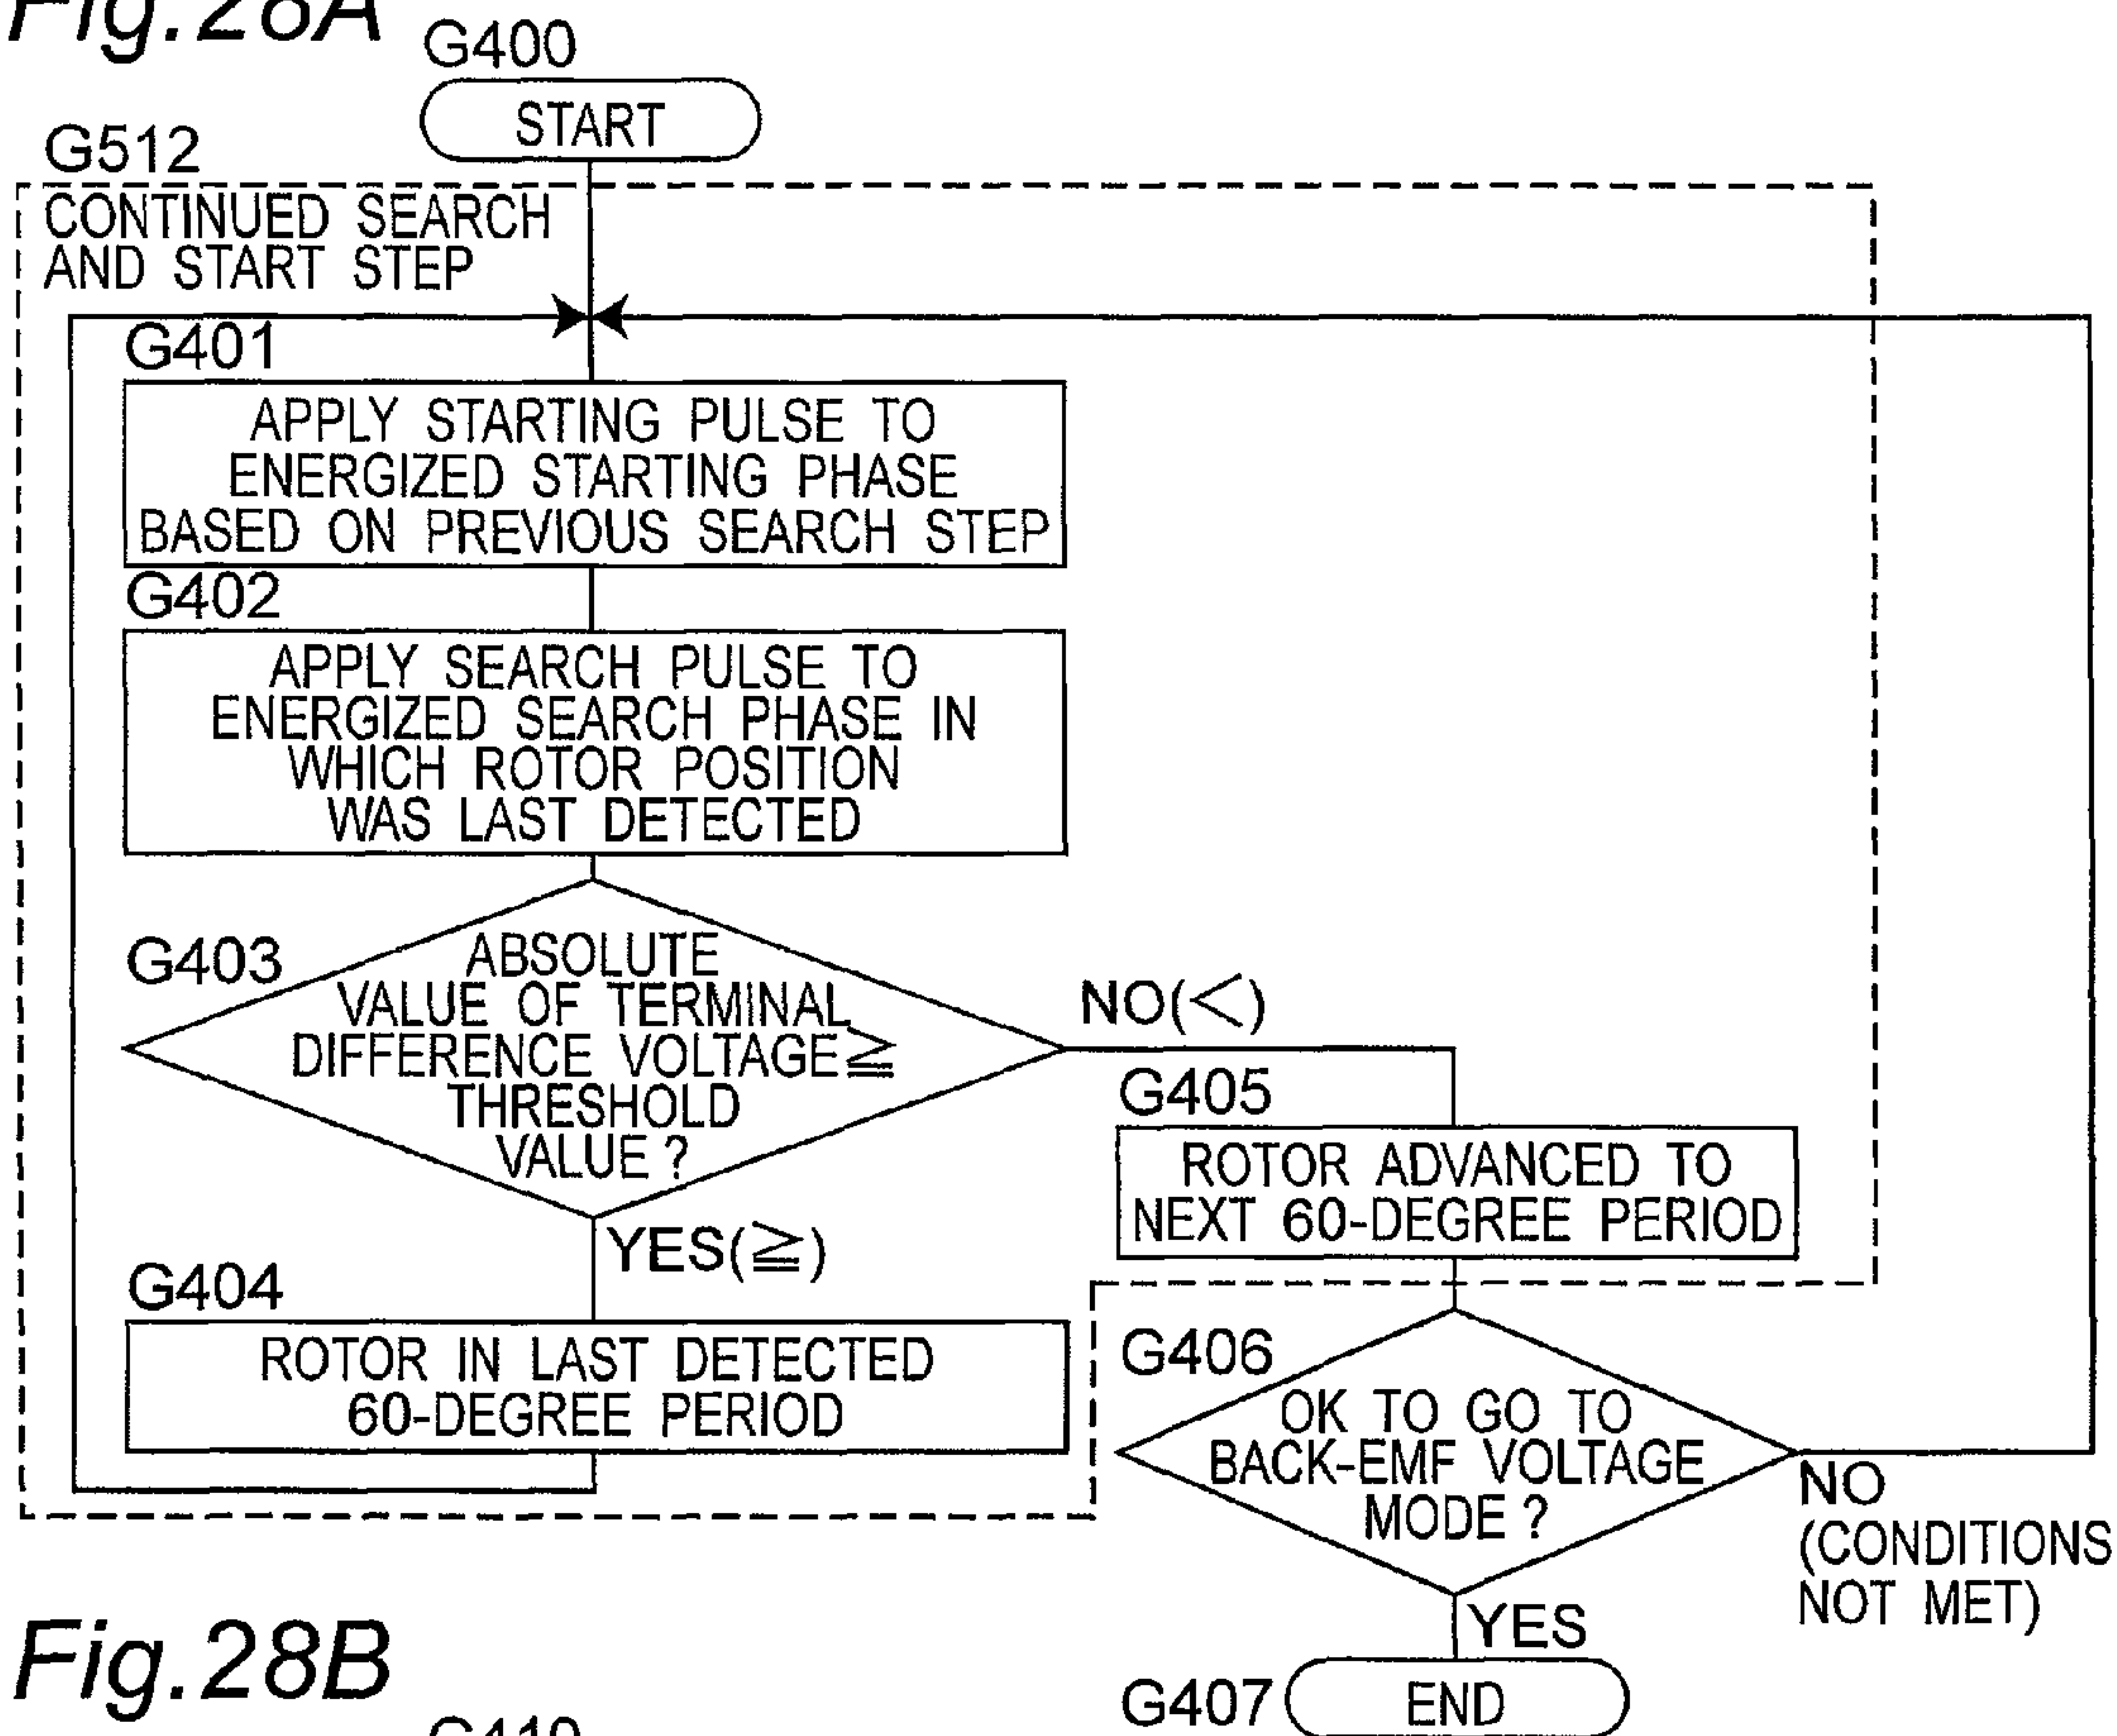 Fig.28A
G400
START
G512
CONTINUED SEARCH
AND START STEP
G401
APPLY STARTING PULSE TO
ENERGIZED STARTING PHASE
BASED ON PREVIOUS SEARCH STEP
G402
APPLY SEARCH PULSE TO
ENERGIZED SEARCH PHASE IN
WHICH ROTOR POSITION
WAS LAST DETECTED
G403
ABSOLUTE
VALUE OF TERMINAL
DIFFERENCE VOLTAGE≧
THRESHOLD
VALUE?
NO(<)
YES(≧)
G404
ROTOR IN LAST DETECTED
60-DEGREE PERIOD
G405
ROTOR ADVANCED TO
NEXT 60-DEGREE PERIOD
G406
OK TO GO TO
BACK-EMF VOLTAGE
MODE?
NO
(CONDITIONS
NOT MET)
YES
G407
END
Fig.28B